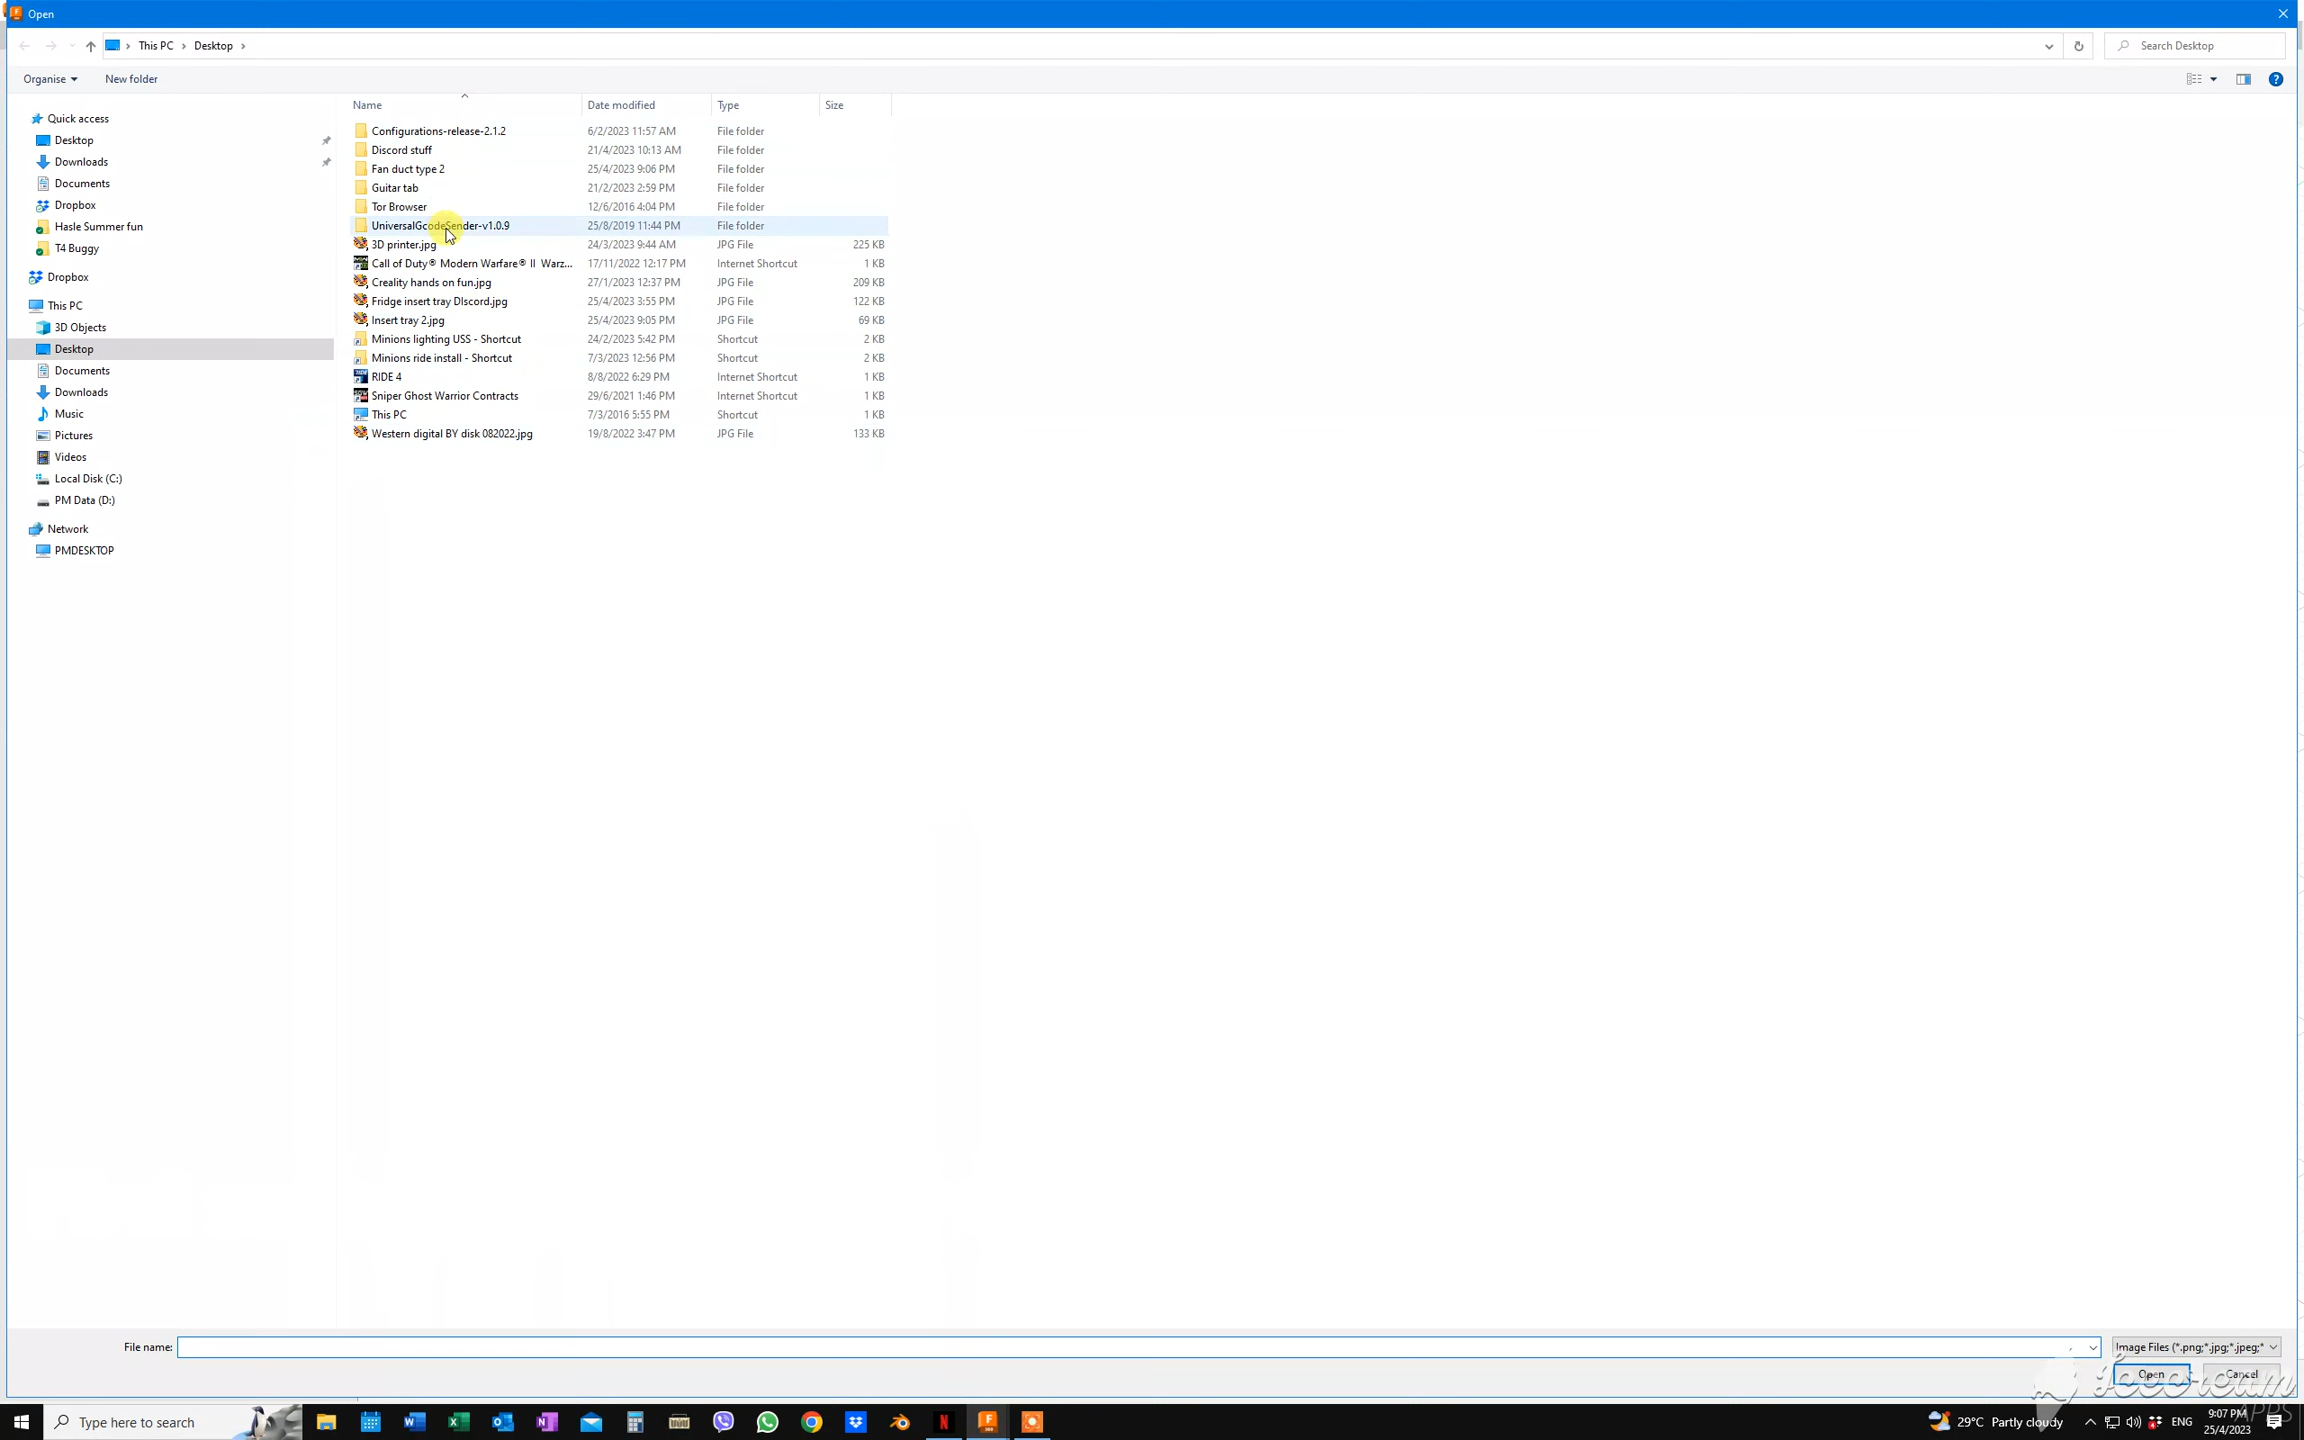 Open
This PC › Desktop ›
Search Desktop
Organise
New folder
Name Date modified Type Size
Quick access
Desktop
Downloads
Documents
Dropbox
Hasle Summer fun
T4 Buggy
Dropbox
This PC
3D Objects
Desktop
Documents
Downloads
Music
Pictures
Videos
Local Disk (C:)
PM Data (D:)
Network
PMDESKTOP
Configurations-release-2.1.2 6/2/2023 11:57 AM File folder
Discord stuff 21/4/2023 10:13 AM File folder
Fan duct type 2 25/4/2023 9:06 PM File folder
Guitar tab 21/2/2023 2:59 PM File folder
Tor Browser 12/6/2016 4:04 PM File folder
UniversalGcodeSender-v1.0.9 25/8/2019 11:44 PM File folder
3D printer.jpg 24/3/2023 9:44 AM JPG File 225 KB
Call of Duty® Modern Warfare® II Warz... 17/11/2022 12:17 PM Internet Shortcut 1 KB
Creality hands on fun.jpg 27/1/2023 12:37 PM JPG File 209 KB
Fridge insert tray DIscord.jpg 25/4/2023 3:55 PM JPG File 122 KB
Insert tray 2.jpg 25/4/2023 9:05 PM JPG File 69 KB
Minions lighting USS - Shortcut 24/2/2023 5:42 PM Shortcut 2 KB
Minions ride install - Shortcut 7/3/2023 12:56 PM Shortcut 2 KB
RIDE 4 8/8/2022 6:29 PM Internet Shortcut 1 KB
Sniper Ghost Warrior Contracts 29/6/2021 1:46 PM Internet Shortcut 1 KB
This PC 7/3/2016 5:55 PM Shortcut 1 KB
Western digital BY disk 082022.jpg 19/8/2022 3:47 PM JPG File 133 KB
File name:
Image Files (*.png;*.jpg;*.jpeg;*
Open Cancel
APPS
Type here to search
29°C Partly cloudy
ENG
9:07 PM
25/4/2023